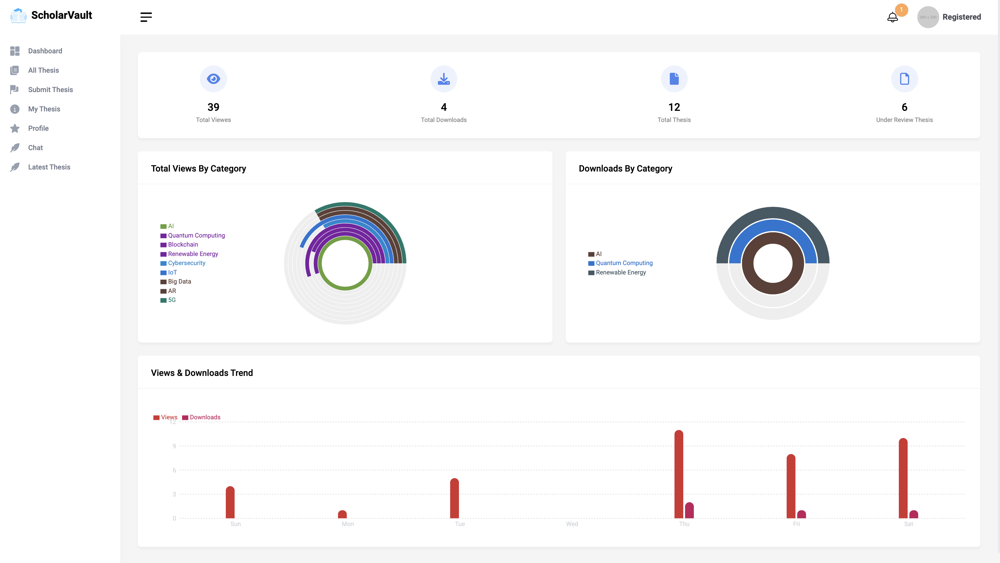 ScholarVault
1
200 x 200
Registered
Dashboard
All Thesis
Submit Thesis
My Thesis
Profile
Chat
Latest Thesis
39
Total Viewes
4
Total Downloads
12
Total Thesis
6
Under Review Thesis
Total Views By Category
AI
Quantum Computing
Blockchain
Renewable Energy
Cybersecurity
IoT
Big Data
AR
5G
Downloads By Category
AI
Quantum Computing
Renewable Energy
Views & Downloads Trend
Views Downloads
12
9
6
3
0
Sun Mon Tue Wed Thu Fri Sat